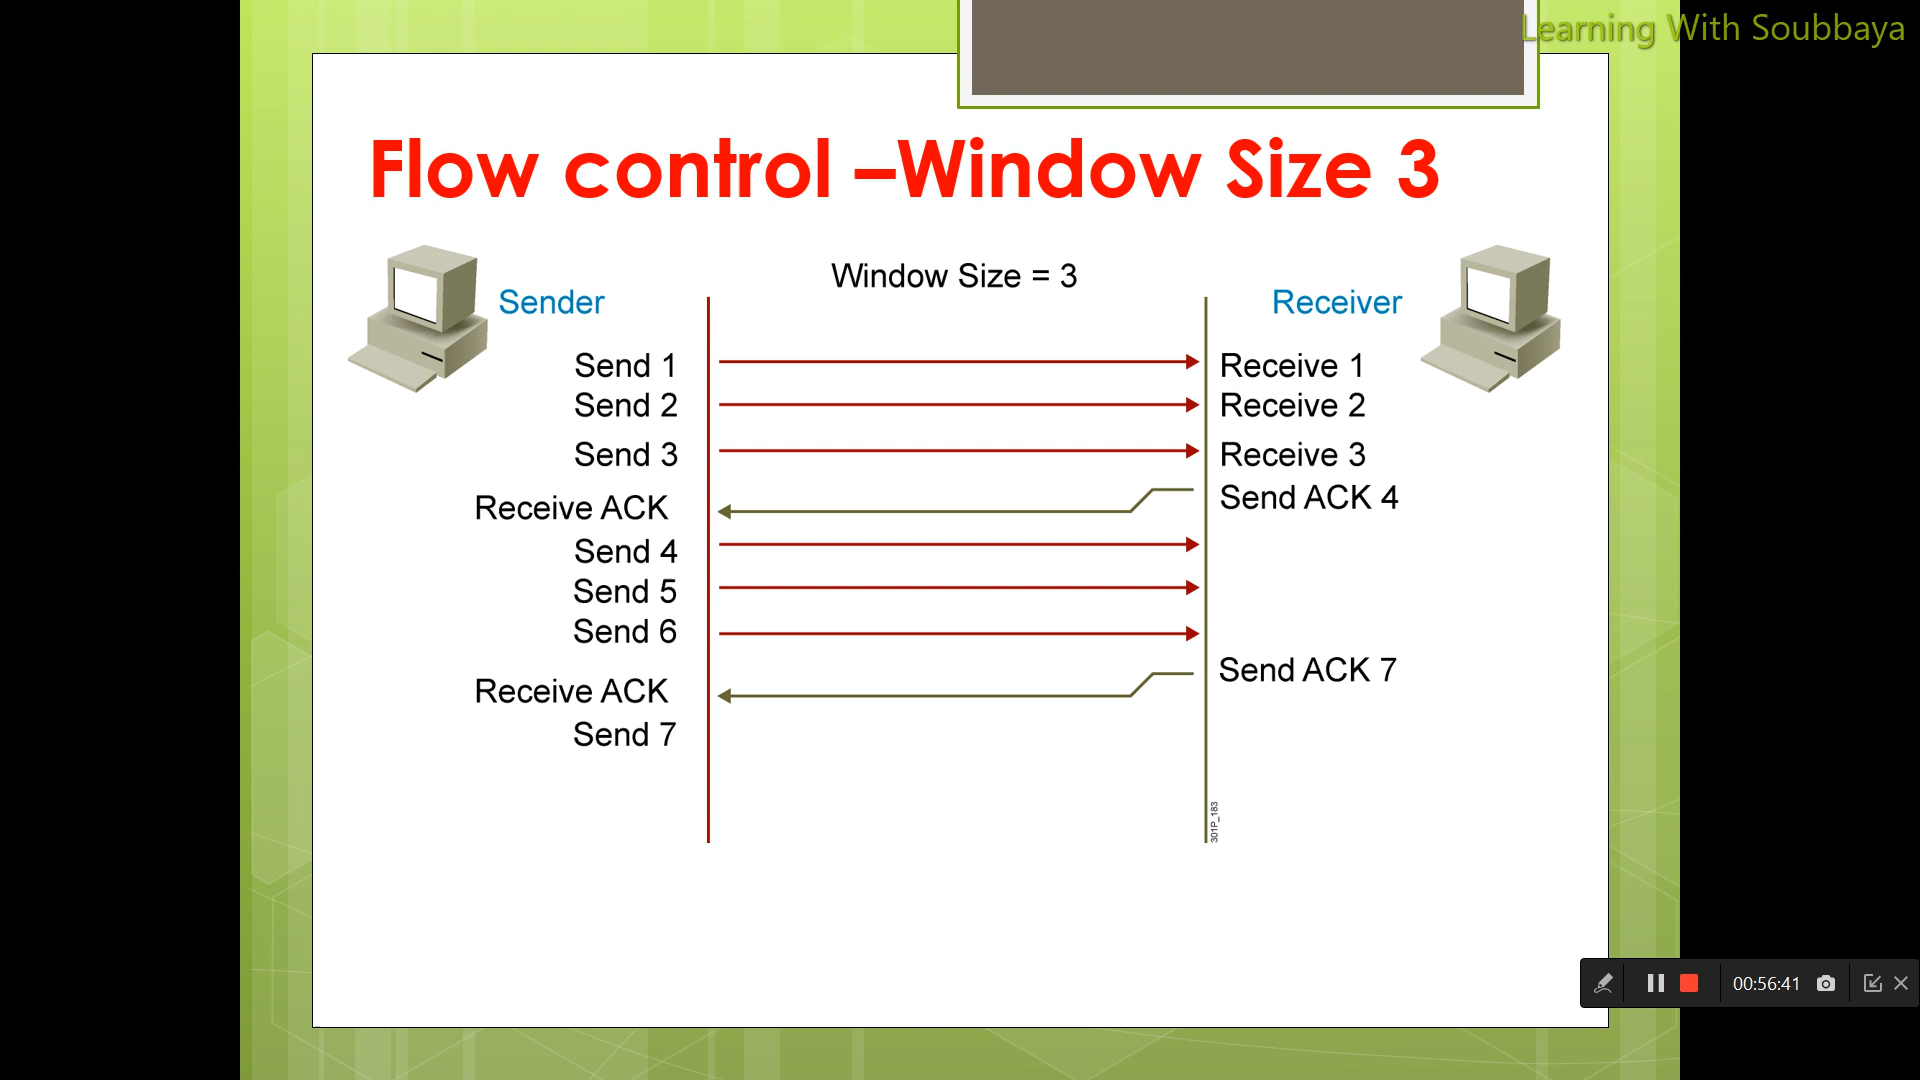 Learning With Soubbaya
Flow control –Window Size 3
Window Size = 3
Sender
Receiver
Send 1
Receive 1
Send 2
Receive 2
Send 3
Receive 3
Receive ACK
Send ACK 4
Send 4
Send 5
Send 6
Send ACK 7
Receive ACK
Send 7
301P_183
00:56:41